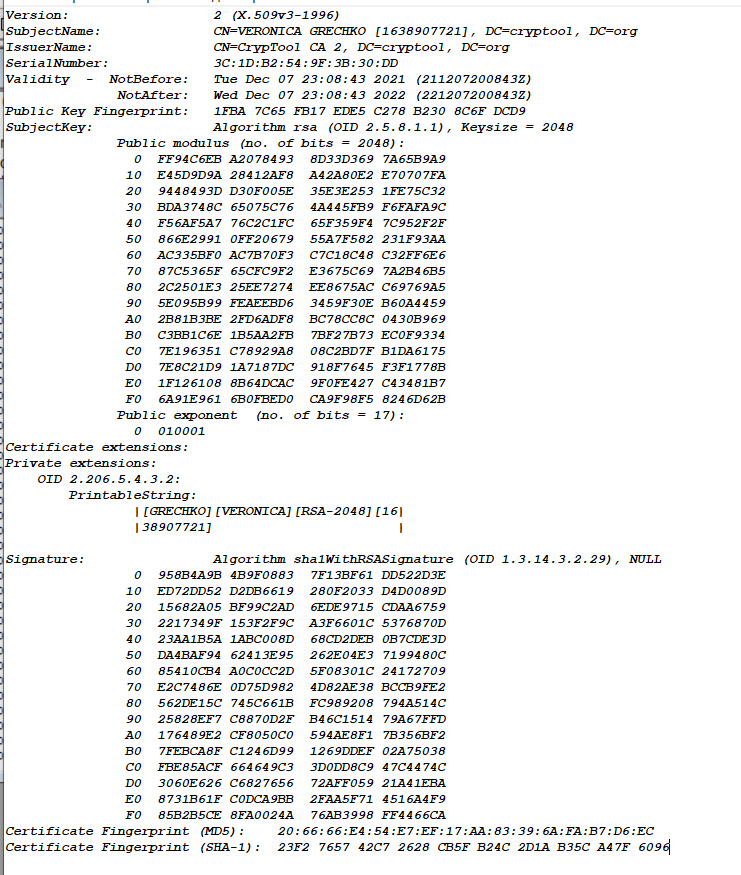 Version: 2 (X.509v3-1996)
SubjectName: CN=VERONICA GRECHKO [1638907721], DC=cryptool, DC=org
IssuerName: CN=CrypTool CA 2, DC=cryptool, DC=org
SerialNumber: 3C:1D:B2:54:9F:3B:30:DD
Validity - NotBefore: Tue Dec 07 23:08:43 2021 (211207200843Z)
NotAfter: Wed Dec 07 23:08:43 2022 (221207200843Z)
Public Key Fingerprint: 1FBA 7C65 FB17 EDE5 C278 B230 8C6F DCD9
SubjectKey: Algorithm rsa (OID 2.5.8.1.1), Keysize = 2048
Public modulus (no. of bits = 2048):
0 FF94C6EB A2078493 8D33D369 7A65B9A9
10 E45D9D9A 28412AF8 A42A80E2 E70707FA
20 9448493D D30F005E 35E3E253 1FE75C32
30 BDA3748C 65075C76 4A445FB9 F6FAFA9C
40 F56AF5A7 76C2C1FC 65F359F4 7C952F2F
50 866E2991 0FF20679 55A7F582 231F93AA
60 AC335BF0 AC7B70F3 C7C18C48 C32FF6E6
70 87C5365F 65CFC9F2 E3675C69 7A2B46B5
80 2C2501E3 25EE7274 EE8675AC C69769A5
90 5E095B99 FEAEEBD6 3459F30E B60A4459
A0 2B81B3BE 2FD6ADF8 BC78CC8C 0430B969
B0 C3BB1C6E 1B5AA2FB 7BF27B73 EC0F9334
C0 7E196351 C78929A8 08C2BD7F B1DA6175
D0 7E8C21D9 1A7187DC 918F7645 F3F1778B
E0 1F126108 8B64DCAC 9F0FE427 C43481B7
F0 6A91E961 6B0FBED0 CA9F98F5 8246D62B
Public exponent (no. of bits = 17):
0 010001
Certificate extensions:
Private extensions:
OID 2.206.5.4.3.2:
PrintableString:
|[GRECHKO][VERONICA][RSA-2048][16|
|38907721] |
Signature: Algorithm sha1WithRSASignature (OID 1.3.14.3.2.29), NULL
0 958B4A9B 4B9F0883 7F13BF61 DD522D3E
10 ED72DD52 D2DB6619 280F2033 D4D0089D
20 15682A05 BF99C2AD 6EDE9715 CDAA6759
30 2217349F 153F2F9C A3F6601C 5376870D
40 23AA1B5A 1ABC008D 68CD2DEB 0B7CDE3D
50 DA4BAF94 62413E95 262E04E3 7199480C
60 85410CB4 A0C0CC2D 5F08301C 24172709
70 E2C7486E 0D75D982 4D82AE38 BCCB9FE2
80 562DE15C 745C661B FC989208 794A514C
90 25828EF7 C8870D2F B46C1514 79A67FFD
A0 176489E2 CF8050C0 594AE8F1 7B356BF2
B0 7FEBCA8F C1246D99 1269DDEF 02A75038
C0 FBE85ACF 664649C3 3D0DD8C9 47C4474C
D0 3060E626 C6827656 72AFF059 21A41EBA
E0 8731B61F C0DCA9BB 2FAA5F71 4516A4F9
F0 85B2B5CE 8FA0024A 76AB3998 FF4466CA
Certificate Fingerprint (MD5): 20:66:66:E4:54:E7:EF:17:AA:83:39:6A:FA:B7:D6:EC
Certificate Fingerprint (SHA-1): 23F2 7657 42C7 2628 CB5F B24C 2D1A B35C A47F 6096